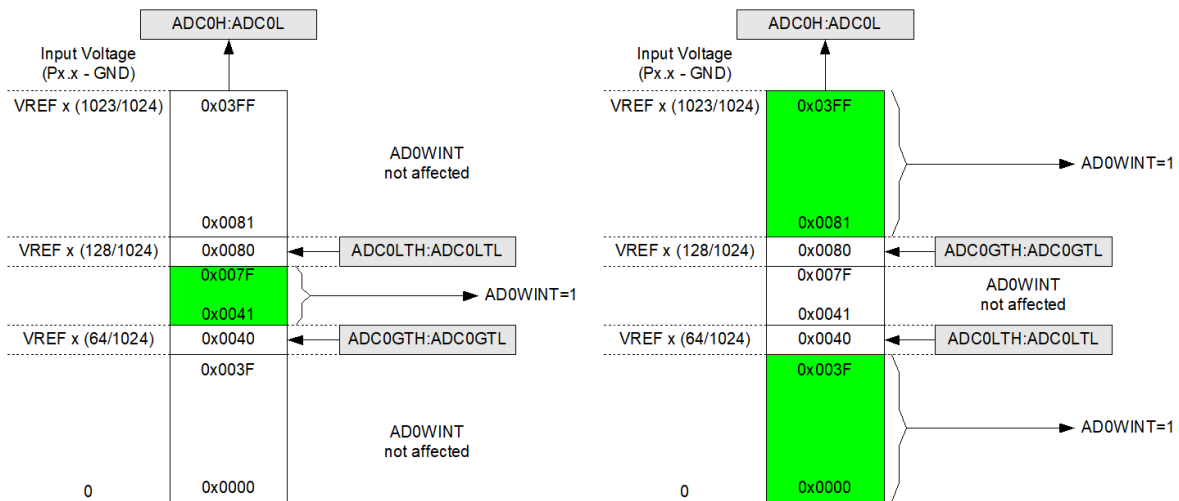 ADC0H:ADC0L
Input Voltage
(Px.x - GND)
VREF x (1023/1024)
0x03FF
AD0WINT
not affected
0x0081
VREF x (128/1024)
0x0080
ADC0LTH:ADC0LTL
0x007F
AD0WINT=1
0x0041
VREF x (64/1024)
0x0040
ADC0GTH:ADC0GTL
0x003F
AD0WINT
not affected
0
0x0000
ADC0H:ADC0L
Input Voltage
(Px.x - GND)
VREF x (1023/1024)
0x03FF
AD0WINT=1
0x0081
VREF x (128/1024)
0x0080
ADC0GTH:ADC0GTL
0x007F
AD0WINT
not affected
0x0041
VREF x (64/1024)
0x0040
ADC0LTH:ADC0LTL
0x003F
AD0WINT=1
0
0x0000